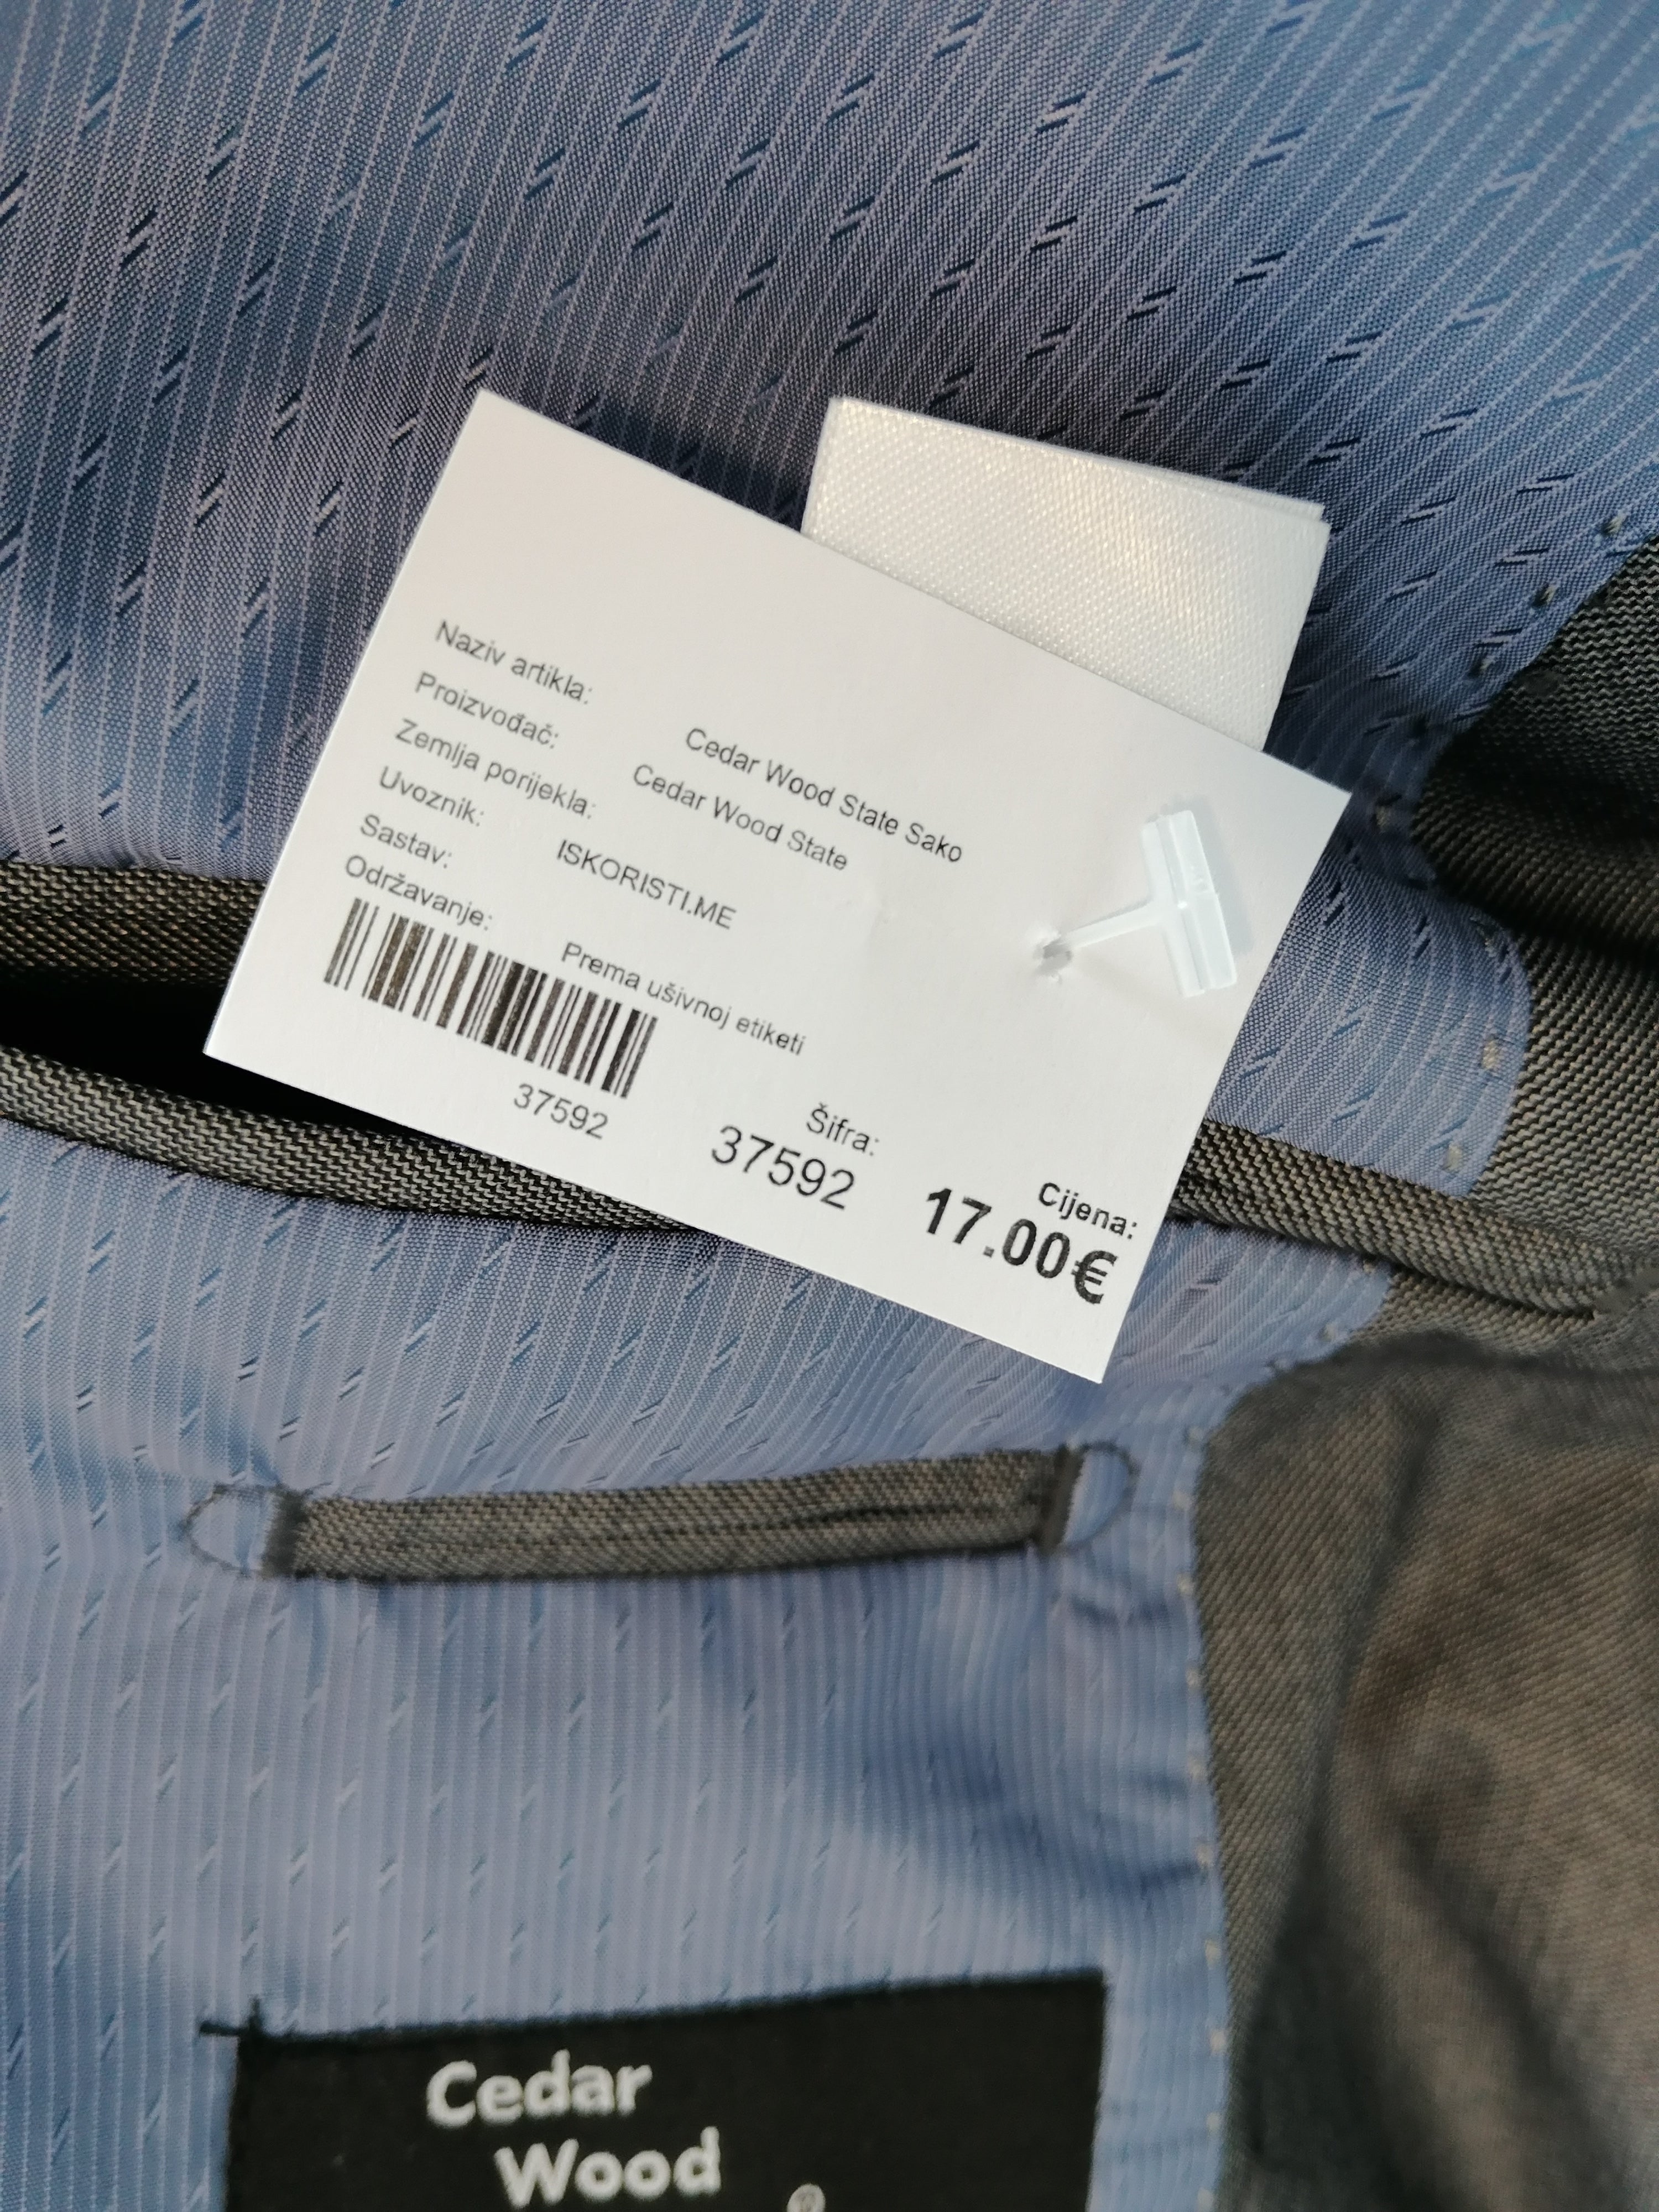 Naziv artikla: Cedar Wood State Sako
Proizvođač: Cedar Wood State
Zemlja porijekla:
Uvoznik: ISKORISTI.ME
Sastav:
Održavanje: Prema ušivnoj etiketi
37592
Šifra:
37592
Cijena:
17.00€
Cedar
Wood
®